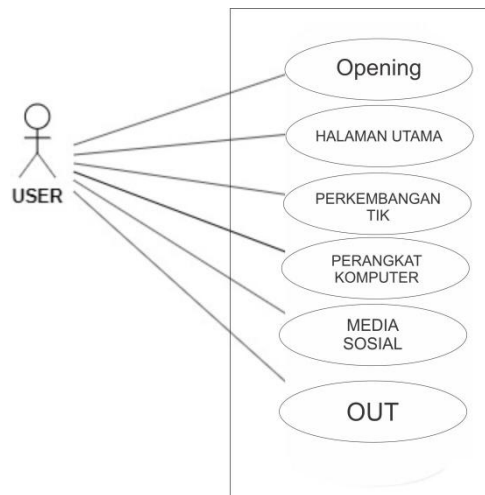 Opening
HALAMAN UTAMA
USER
PERKEMBANGAN
TIK
PERANGKAT
KOMPUTER
MEDIA
SOSIAL
OUT